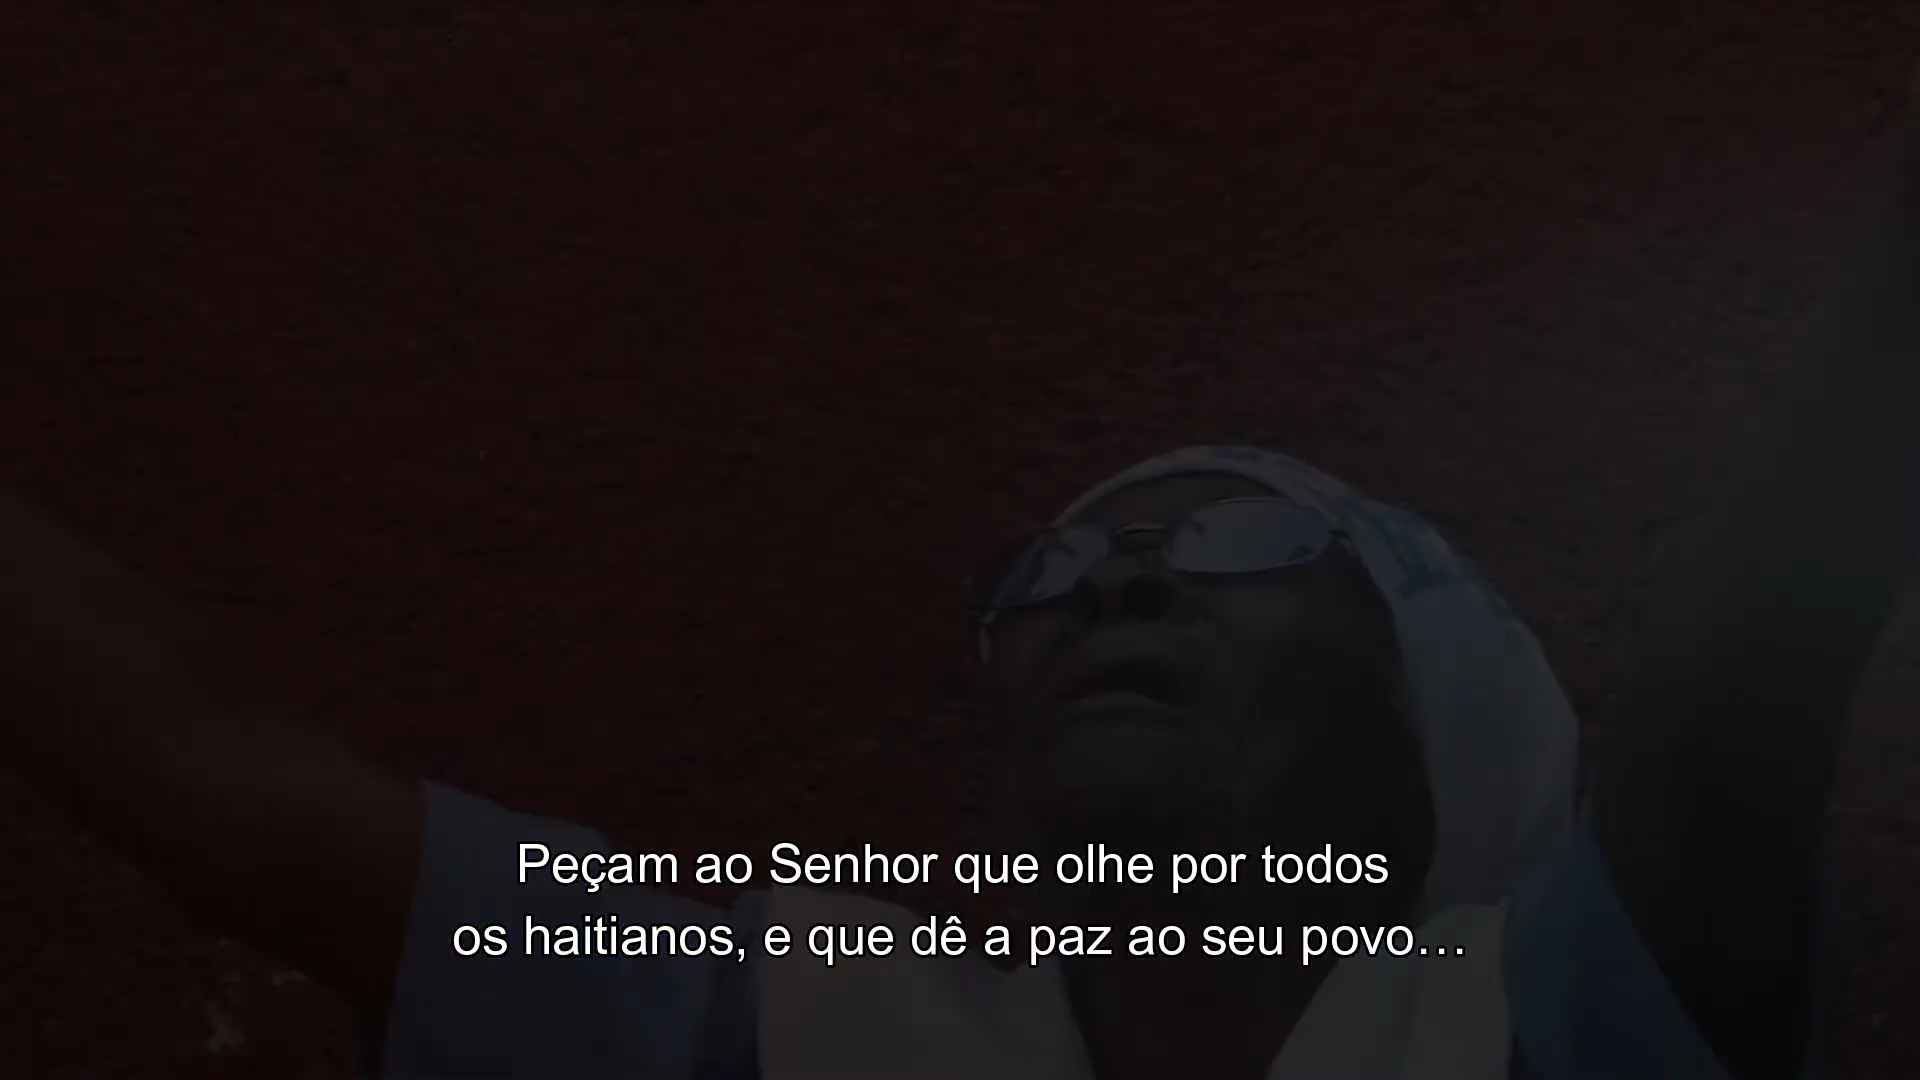 Peçam ao Senhor que olhe por todos
os haitianos, e que dê a paz ao seu povo…